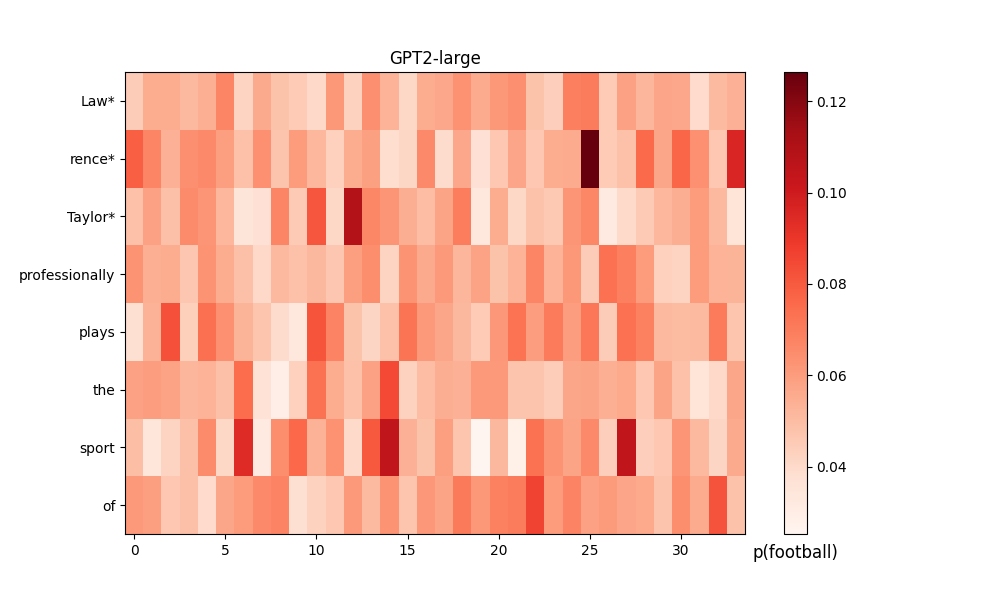 GPT2-large
Law*
rence*
Taylor*
professionally
plays
the
sport
of
0 5 10 15 20 25 30
0.12
0.10
0.08
0.06
0.04
p(football)